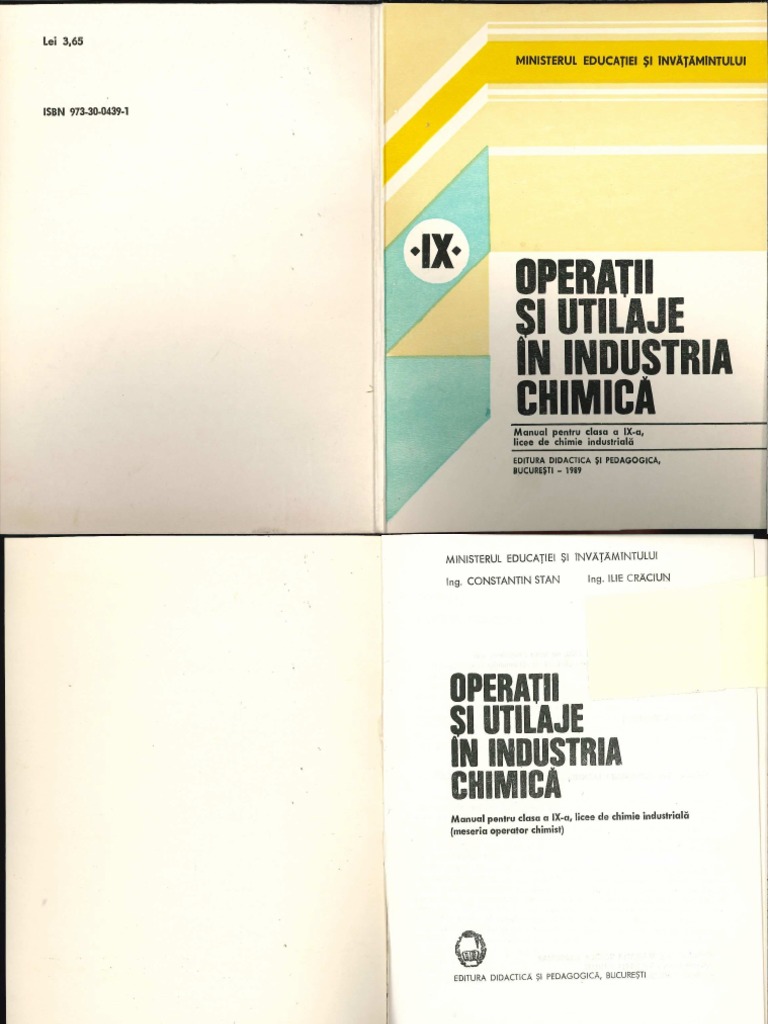 Lei 3,65
ISBN 973-30-0439-1
MINISTERUL EDUCAȚIEI ȘI ÎNVĂȚĂMÎNTULUI
·IX·
OPERAȚII
ȘI UTILAJE
ÎN INDUSTRIA
CHIMICĂ
Manual pentru clasa a IX-a,
licee de chimie industrială
EDITURA DIDACTICĂ ȘI PEDAGOGICĂ,
BUCUREȘTI – 1989
MINISTERUL EDUCAȚIEI ȘI ÎNVĂȚĂMÎNTULUI
Ing. CONSTANTIN STAN Ing. ILIE CRĂCIUN
OPERAȚII
ȘI UTILAJE
ÎN INDUSTRIA
CHIMICĂ
Manual pentru clasa a IX-a, licee de chimie industrială
(meseria operator chimist)
EDITURA DIDACTICĂ ȘI PEDAGOGICĂ, BUCUREȘTI